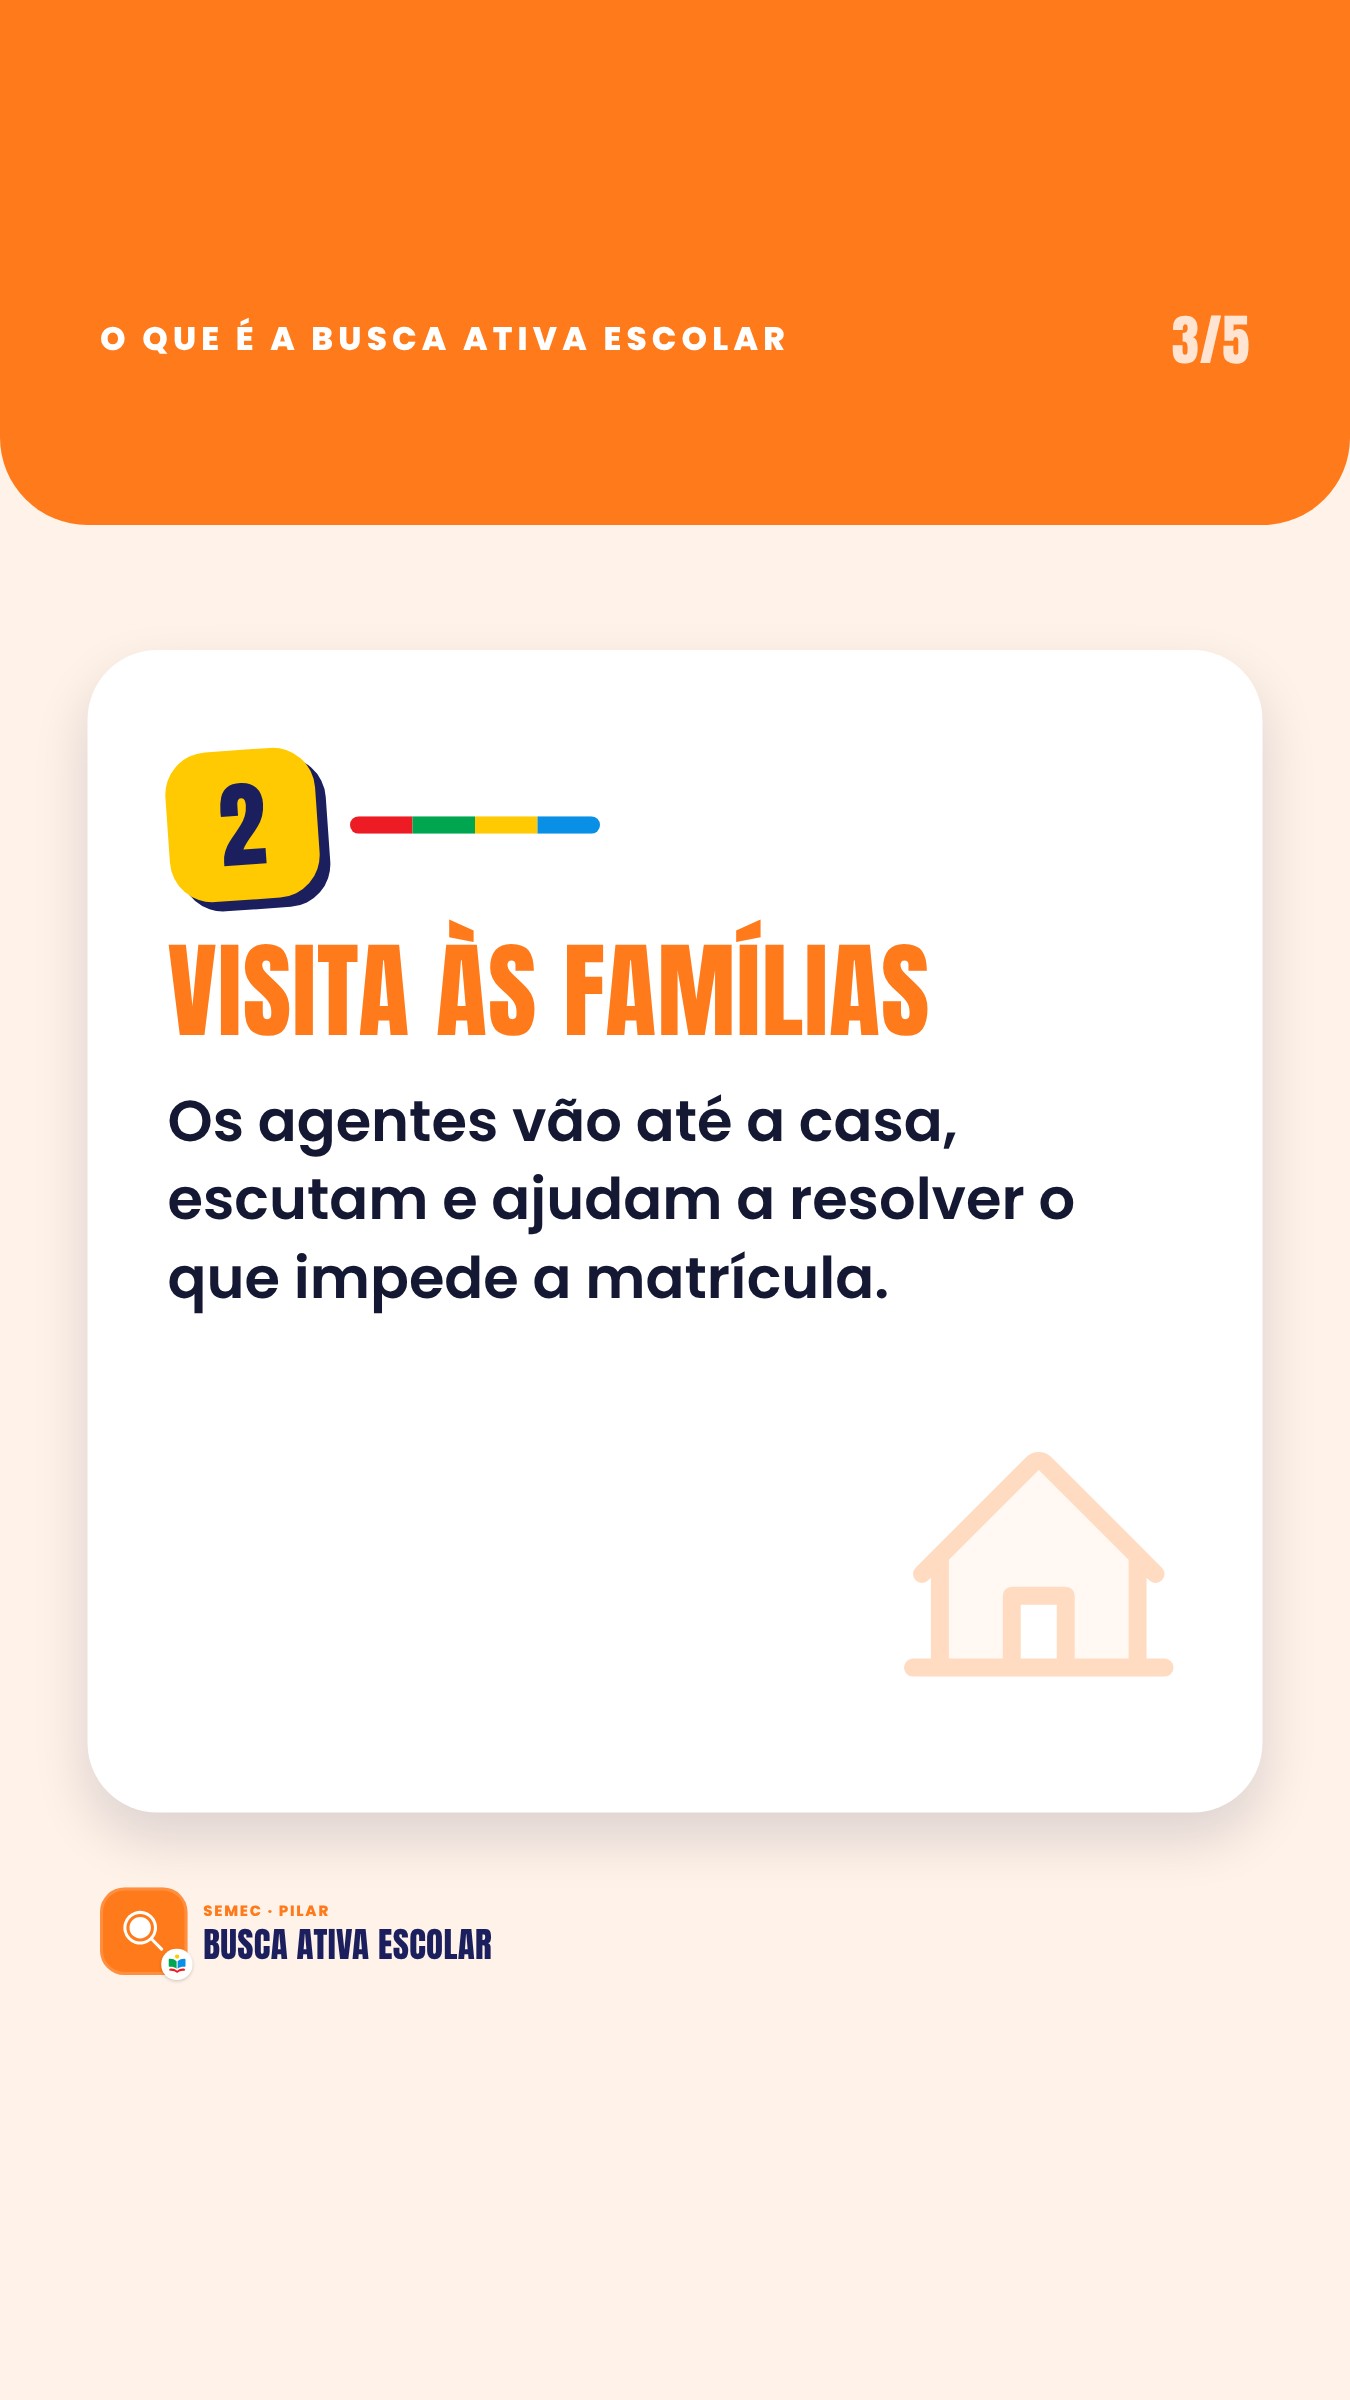 O QUE É A BUSCA ATIVA ESCOLAR
3/5
2
VISITA ÀS FAMÍLIAS
Os agentes vão até a casa,
escutam e ajudam a resolver o
que impede a matrícula.
SEMEC · PILAR
BUSCA ATIVA ESCOLAR